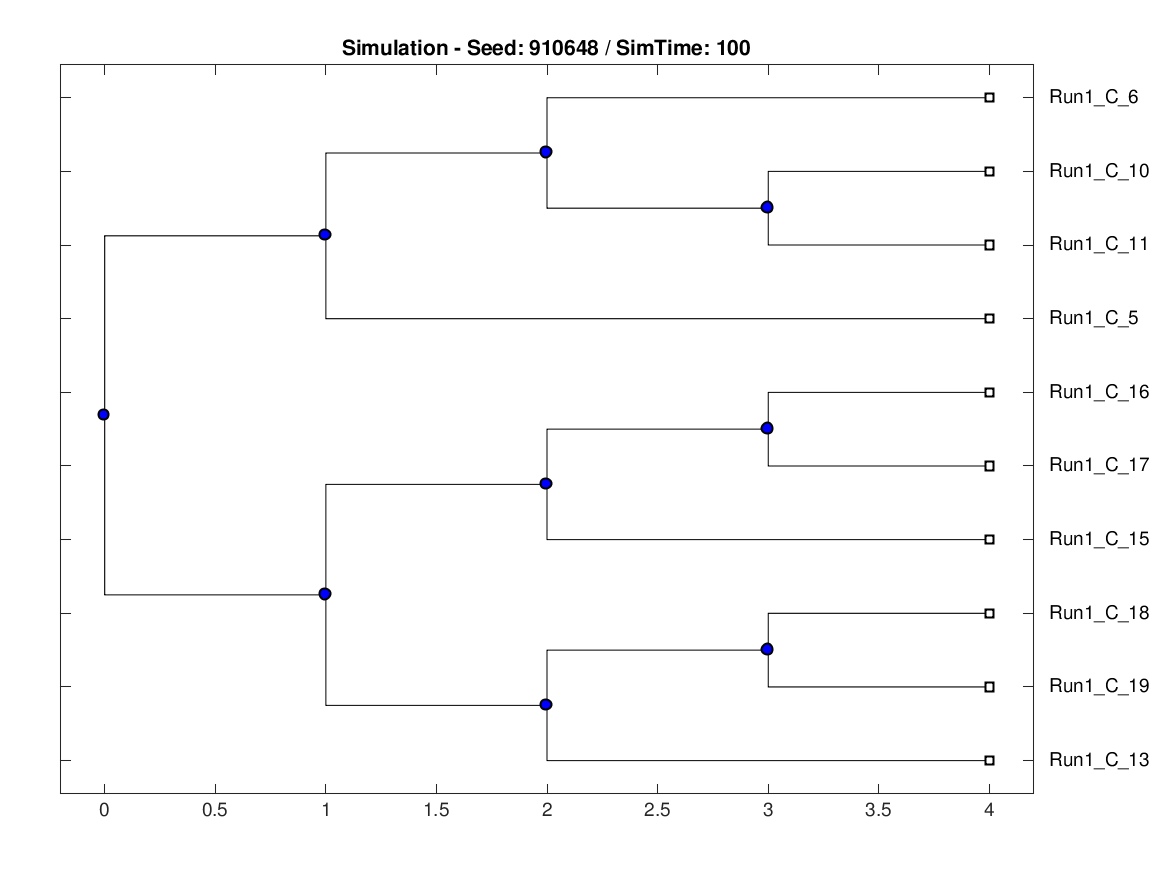 Simulation - Seed: 910648 / SimTime: 100
Run1_C_6
Run1_C_10
Run1_C_11
Run1_C_5
Run1_C_16
Run1_C_17
Run1_C_15
Run1_C_18
Run1_C_19
Run1_C_13
0 0.5 1 1.5 2 2.5 3 3.5 4